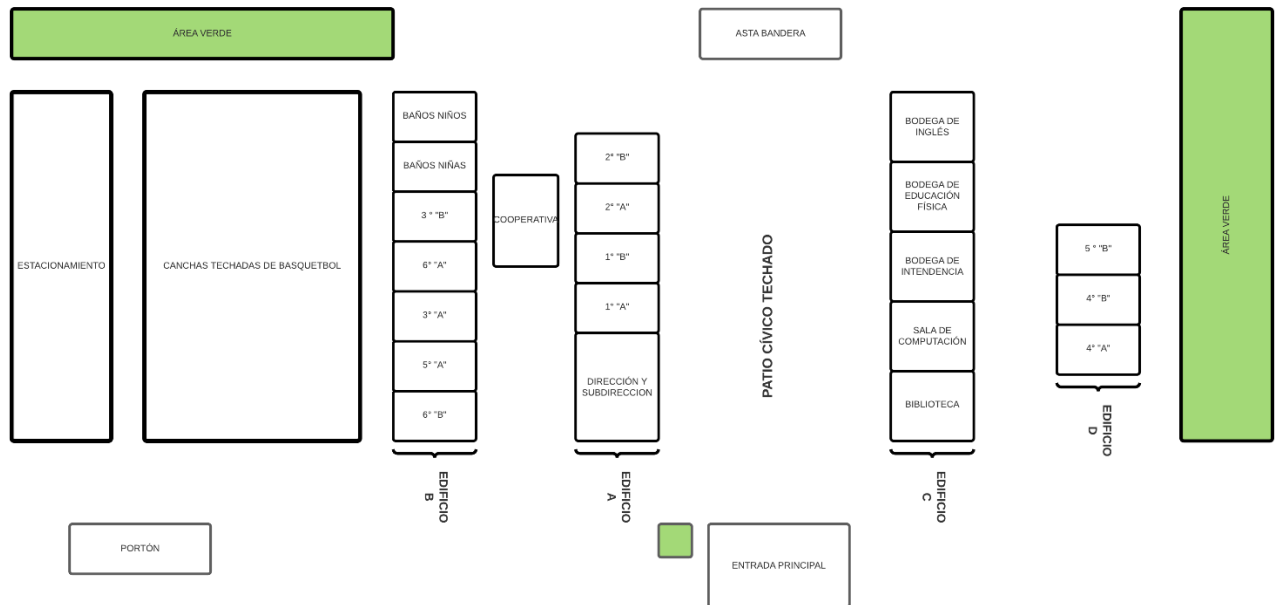 ÁREA VERDE
ASTA BANDERA
ESTACIONAMIENTO
CANCHAS TECHADAS DE BASQUETBOL
BAÑOS NIÑOS
BAÑOS NIÑAS
3 ° "B"
6° "A"
3° "A"
5° "A"
6° "B"
EDIFICIO
B
COOPERATIVA
2° "B"
2° "A"
1° "B"
1° "A"
DIRECCIÓN Y
SUBDIRECCION
EDIFICIO
A
PATIO CÍVICO TECHADO
BODEGA DE
INGLÉS
BODEGA DE
EDUCACIÓN
FÍSICA
BODEGA DE
INTENDENCIA
SALA DE
COMPUTACIÓN
BIBLIOTECA
EDIFICIO
C
5 ° "B"
4° "B"
4° "A"
EDIFICIO
D
ÁREA VERDE
PORTÓN
ENTRADA PRINCIPAL